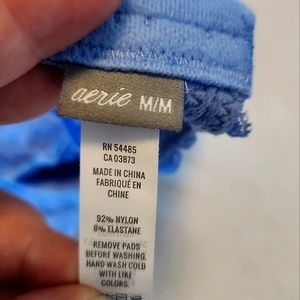 aerie M/M
RN 54485
CA 03873
MADE IN CHINA
FABRIQUÉ EN
CHINE
92% NYLON
8% ELASTANE
REMOVE PADS
BEFORE WASHING.
HAND WASH COLD
WITH LIKE
COLORS.